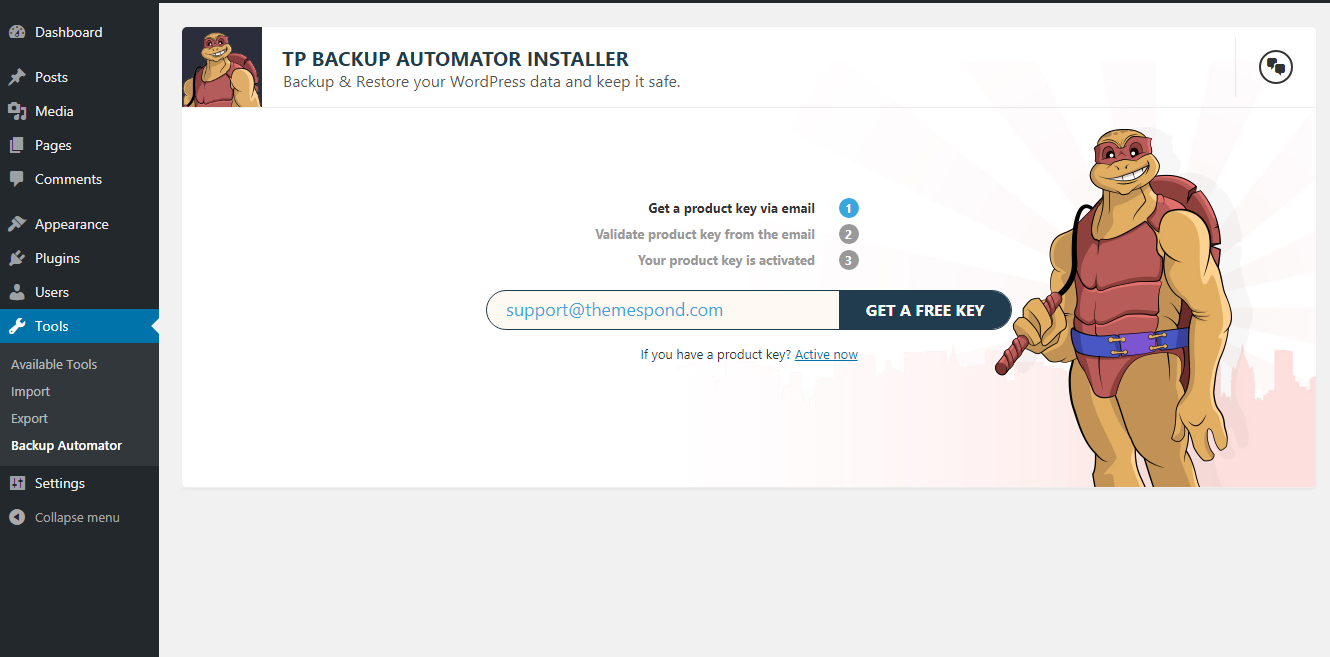 Dashboard
Posts
Media
Pages
Comments
Appearance
Plugins
Users
Tools
Available Tools
Import
Export
Backup Automator
Settings
Collapse menu
TP BACKUP AUTOMATOR INSTALLER
Backup & Restore your WordPress data and keep it safe.
Get a product key via email 1
Validate product key from the email 2
Your product key is activated 3
support@themespond.com GET A FREE KEY
If you have a product key? Active now